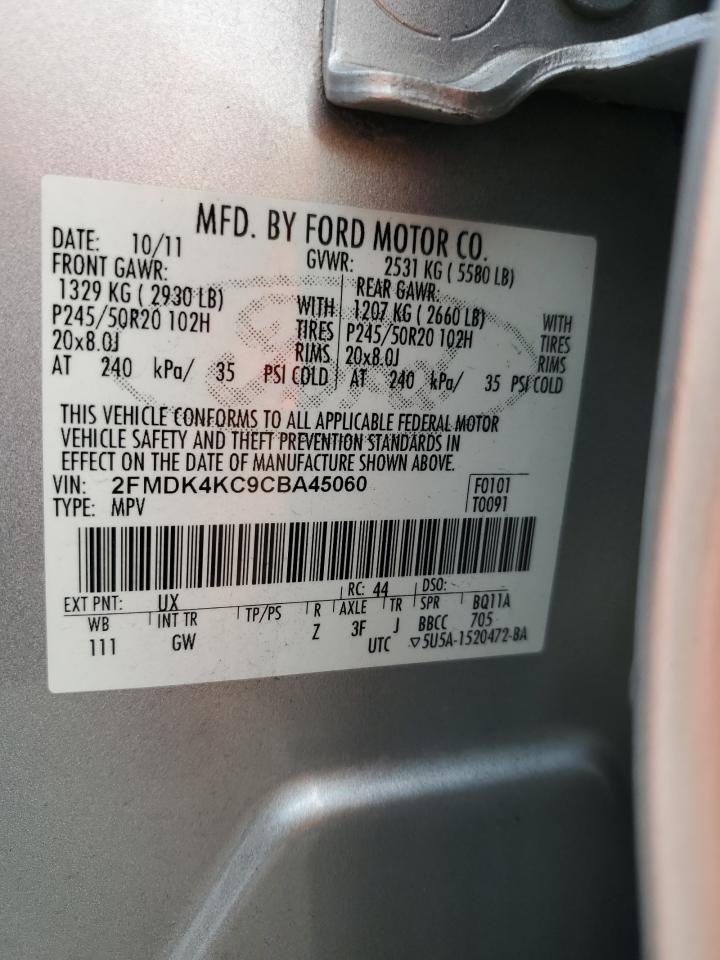 MFD. BY FORD MOTOR CO.
DATE: 10/11 GVWR: 2531 KG ( 5580 LB)
FRONT GAWR: REAR GAWR:
1329 KG ( 2930 LB) WITH 1207 KG ( 2660 LB) WITH
P245/50R20 102H TIRES P245/50R20 102H TIRES
20x8.0J RIMS 20x8.0J RIMS
AT 240 kPa/ 35 PSI COLD AT 240 kPa/ 35 PSI COLD
THIS VEHICLE CONFORMS TO ALL APPLICABLE FEDERAL MOTOR
VEHICLE SAFETY AND THEFT PREVENTION STANDARDS IN
EFFECT ON THE DATE OF MANUFACTURE SHOWN ABOVE.
VIN: 2FMDK4KC9CBA45060 F0101
TYPE: MPV T0091
EXT PNT: UX RC: 44 DSO:
WB INT TR TP/PS R AXLE TR SPR BQ11A
111 GW Z 3F J BBCC 705
UTC ▽5U5A-1520472-BA